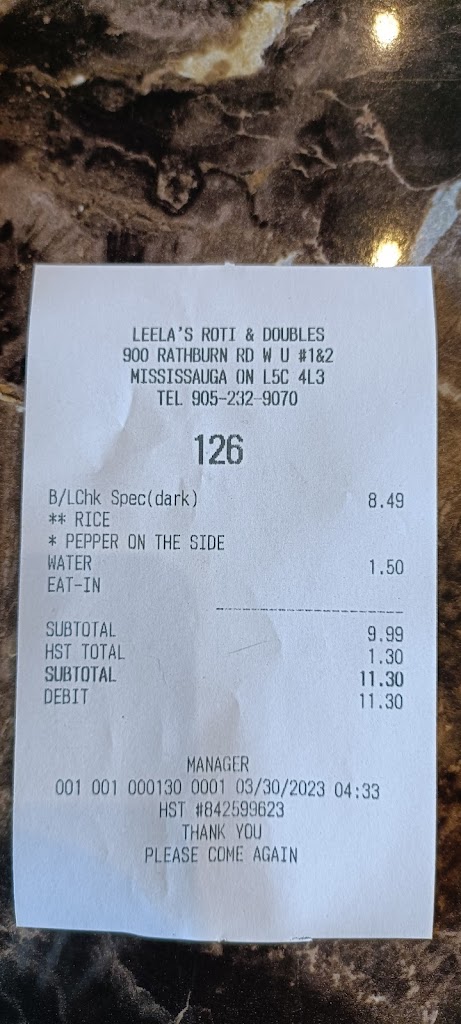 LEELA'S ROTI & DOUBLES
900 RATHBURN RD W U #1&2
MISSISSAUGA ON L5C 4L3
TEL 905-232-9070
126
B/LChk Spec(dark) 8.49
** RICE
* PEPPER ON THE SIDE
WATER 1.50
EAT-IN
SUBTOTAL 9.99
HST TOTAL 1.30
SUBTOTAL 11.30
DEBIT 11.30
MANAGER
001 001 000130 0001 03/30/2023 04:33
HST #842599623
THANK YOU
PLEASE COME AGAIN